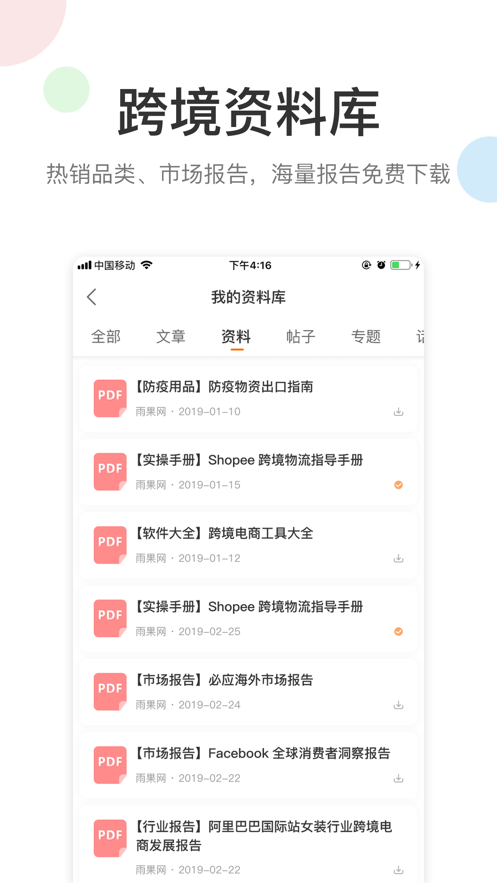 跨境资料库
热销品类、市场报告，海量报告免费下载
中国移动 下午4:16
我的资料库
全部 文章 资料 帖子 专题
PDF 【防疫用品】防疫物资出口指南
雨果网 · 2019-01-10
PDF 【实操手册】Shopee 跨境物流指导手册
雨果网 · 2019-01-15
PDF 【软件大全】跨境电商工具大全
雨果网 · 2019-01-12
PDF 【实操手册】Shopee 跨境物流指导手册
雨果网 · 2019-02-25
PDF 【市场报告】必应海外市场报告
雨果网 · 2019-02-24
PDF 【市场报告】Facebook 全球消费者洞察报告
雨果网 · 2019-02-22
PDF 【行业报告】阿里巴巴国际站女装行业跨境电
商发展报告
雨果网 · 2019-02-22